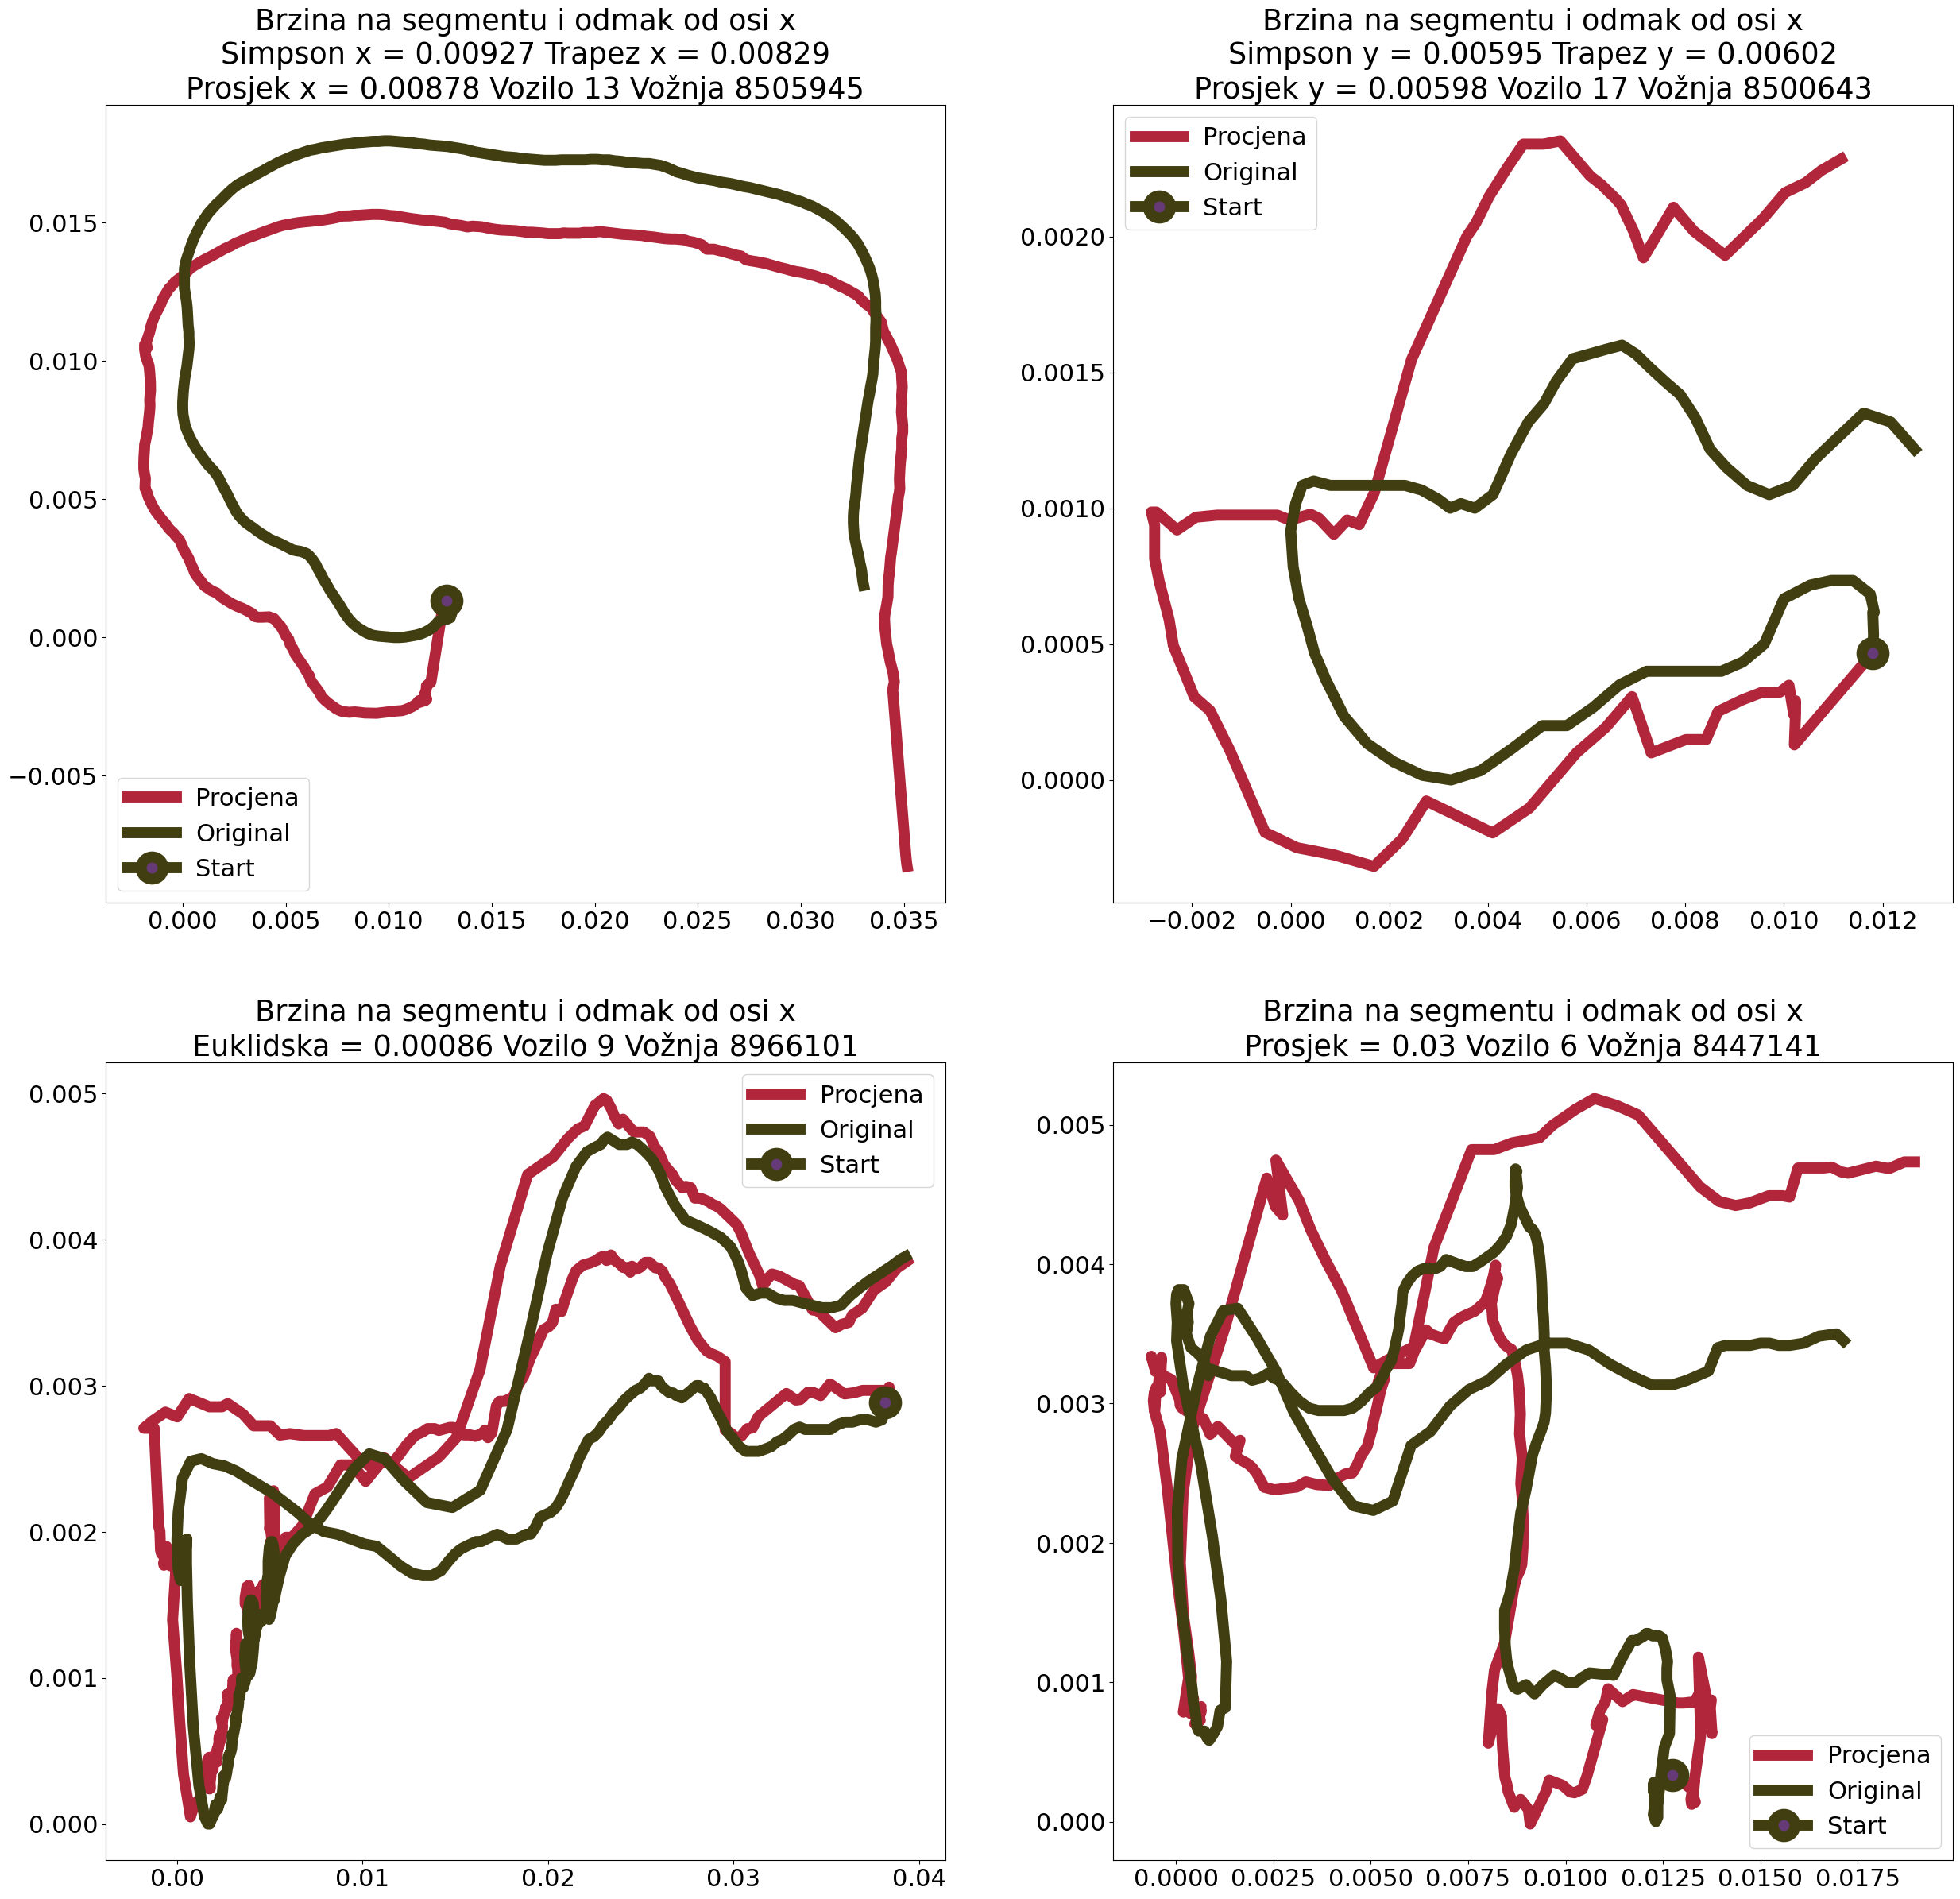 Brzina na segmentu i odmak od osi x
Simpson x = 0.00927 Trapez x = 0.00829
Prosjek x = 0.00878 Vozilo 13 Vožnja 8505945
0.015
0.010
0.005
0.000
−0.005
Procjena
Original
Start
0.000 0.005 0.010 0.015 0.020 0.025 0.030 0.035
Brzina na segmentu i odmak od osi x
Simpson y = 0.00595 Trapez y = 0.00602
Prosjek y = 0.00598 Vozilo 17 Vožnja 8500643
Procjena
Original
Start
0.0020
0.0015
0.0010
0.0005
0.0000
−0.002 0.000 0.002 0.004 0.006 0.008 0.010 0.012
Brzina na segmentu i odmak od osi x
Euklidska = 0.00086 Vozilo 9 Vožnja 8966101
Procjena
Original
Start
0.005
0.004
0.003
0.002
0.001
0.000
0.00 0.01 0.02 0.03 0.04
Brzina na segmentu i odmak od osi x
Prosjek = 0.03 Vozilo 6 Vožnja 8447141
0.005
0.004
0.003
0.002
0.001
0.000
Procjena
Original
Start
0.0000 0.0025 0.0050 0.0075 0.0100 0.0125 0.0150 0.0175